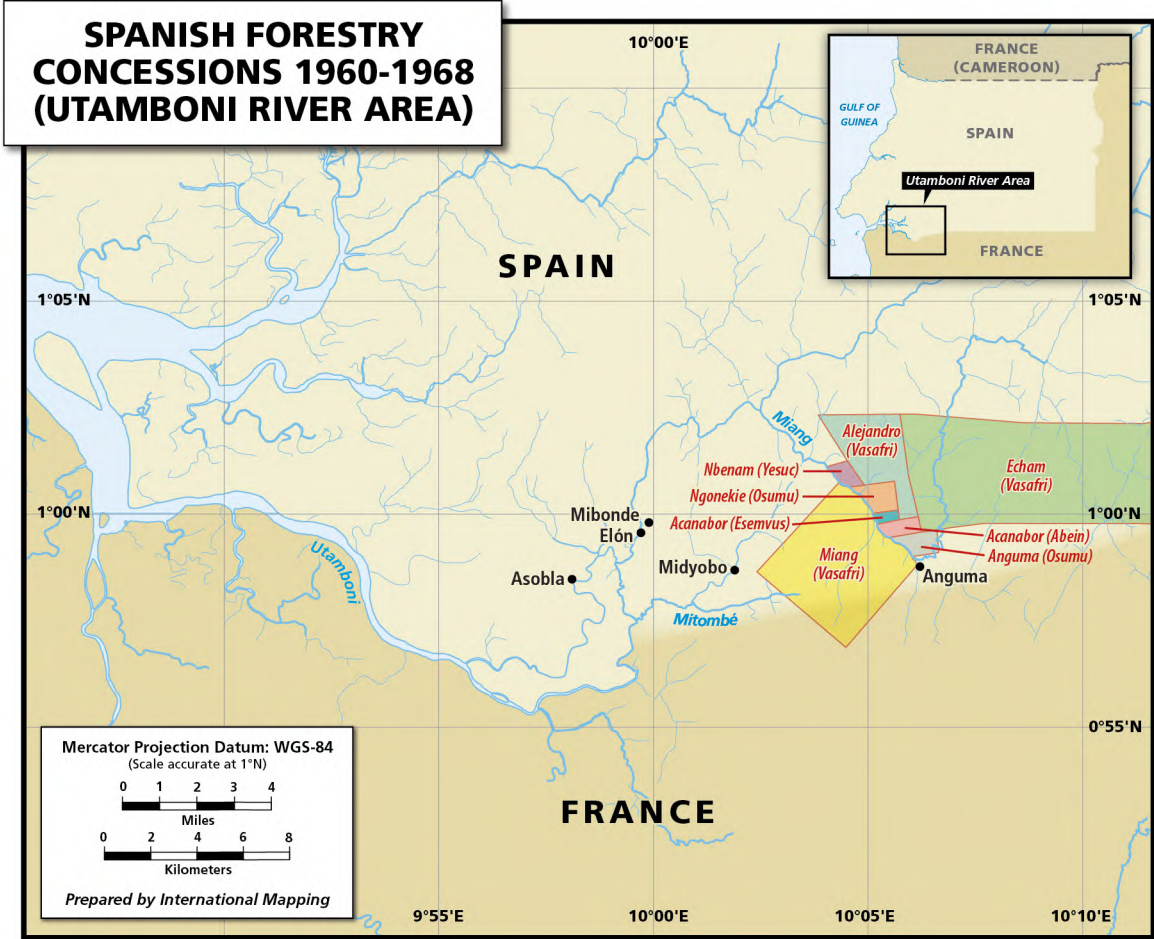 SPANISH FORESTRY
CONCESSIONS 1960-1968
(UTAMBONI RIVER AREA)
10°00'E
FRANCE
(CAMEROON)
GULF OF
GUINEA
SPAIN
Utamboni River Area
FRANCE
SPAIN
1°05'N
1°05'N
Miang
Alejandro
(Vasafri)
Nbenam (Yesuc)
Echam
(Vasafri)
Ngonekie (Osumu)
1°00'N
Mibonde
Acanabor (Esemvus)
1°00'N
Elón
Acanabor (Abein)
Utamboni
Miang
(Vasafri)
Anguma (Osumu)
Asobla
Midyobo
Anguma
Mitombé
0°55'N
Mercator Projection Datum: WGS-84
(Scale accurate at 1°N)
0 1 2 3 4
Miles
0 2 4 6 8
Kilometers
Prepared by International Mapping
FRANCE
9°55'E
10°00'E
10°05'E
10°10'E